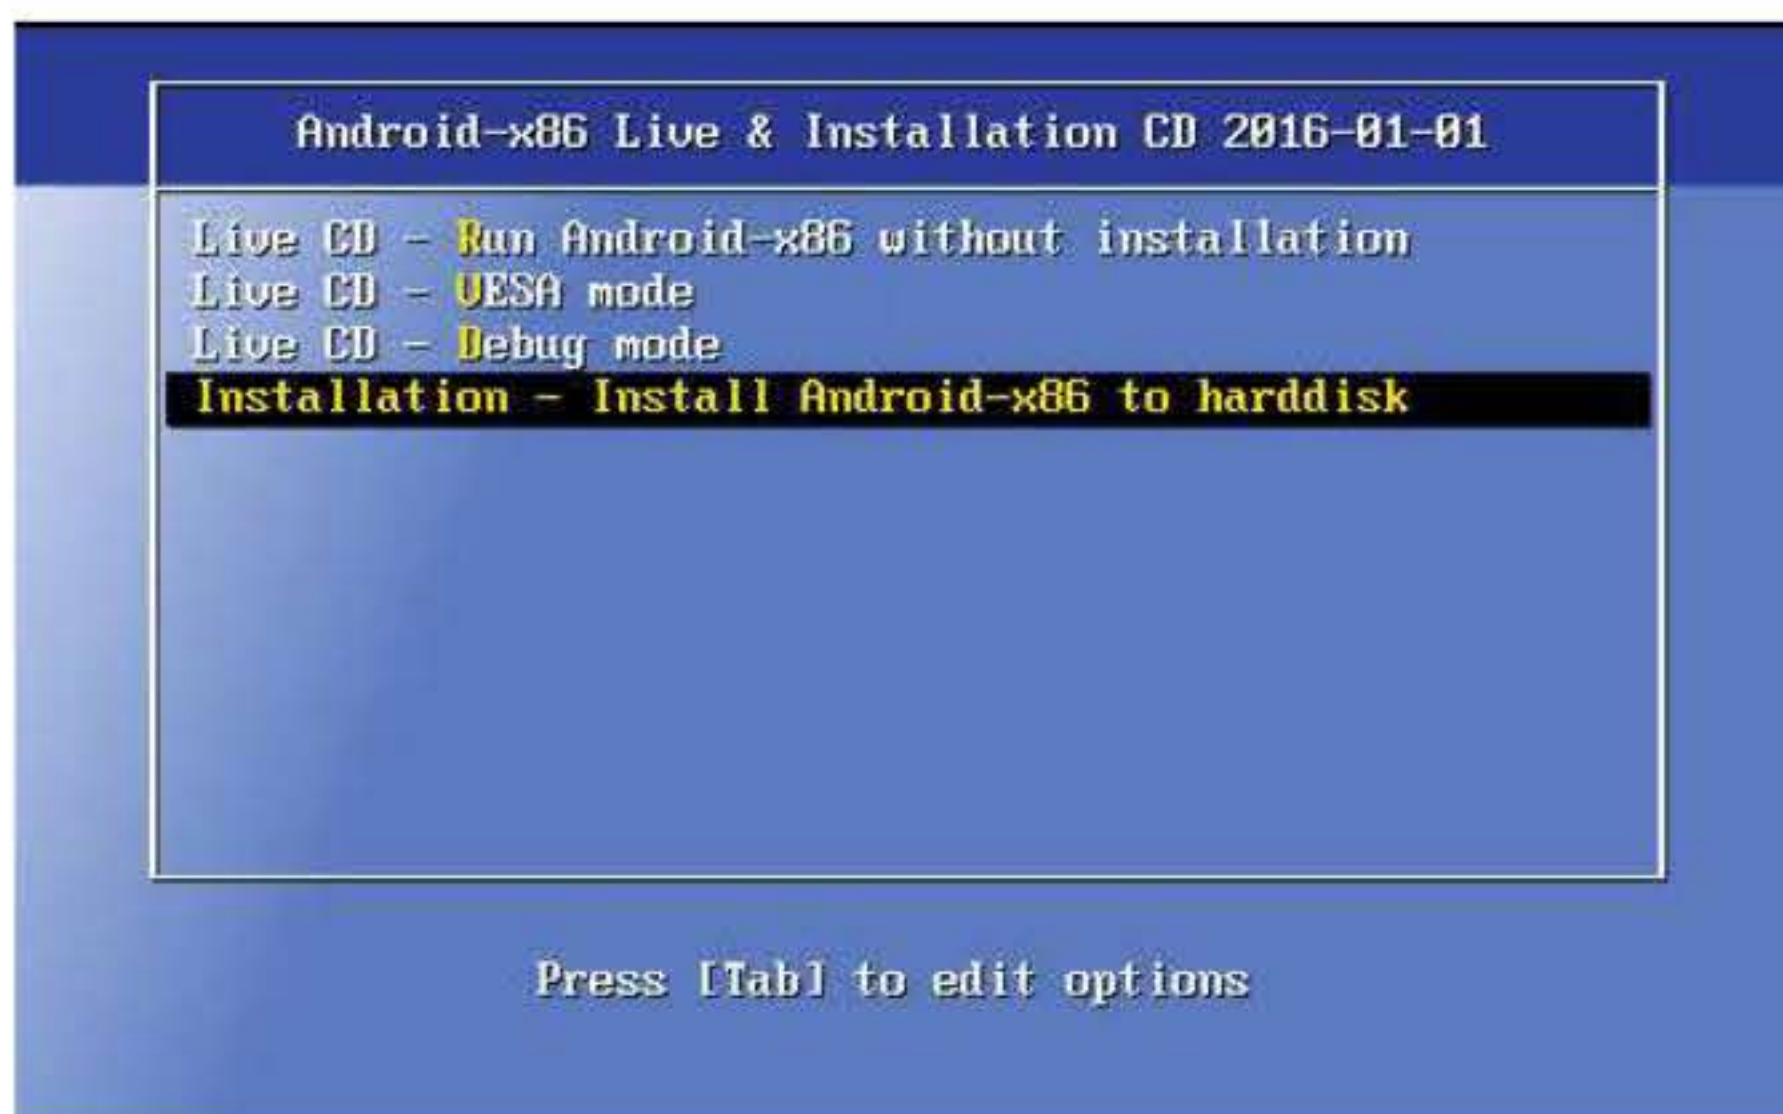 Android-x86 Live & Installation CD 2016-01-01
Live CD - Run Android-x86 without installation
Live CD - VESA mode
Live CD - Debug mode
Installation - Install Android-x86 to harddisk
Press [Tab] to edit options